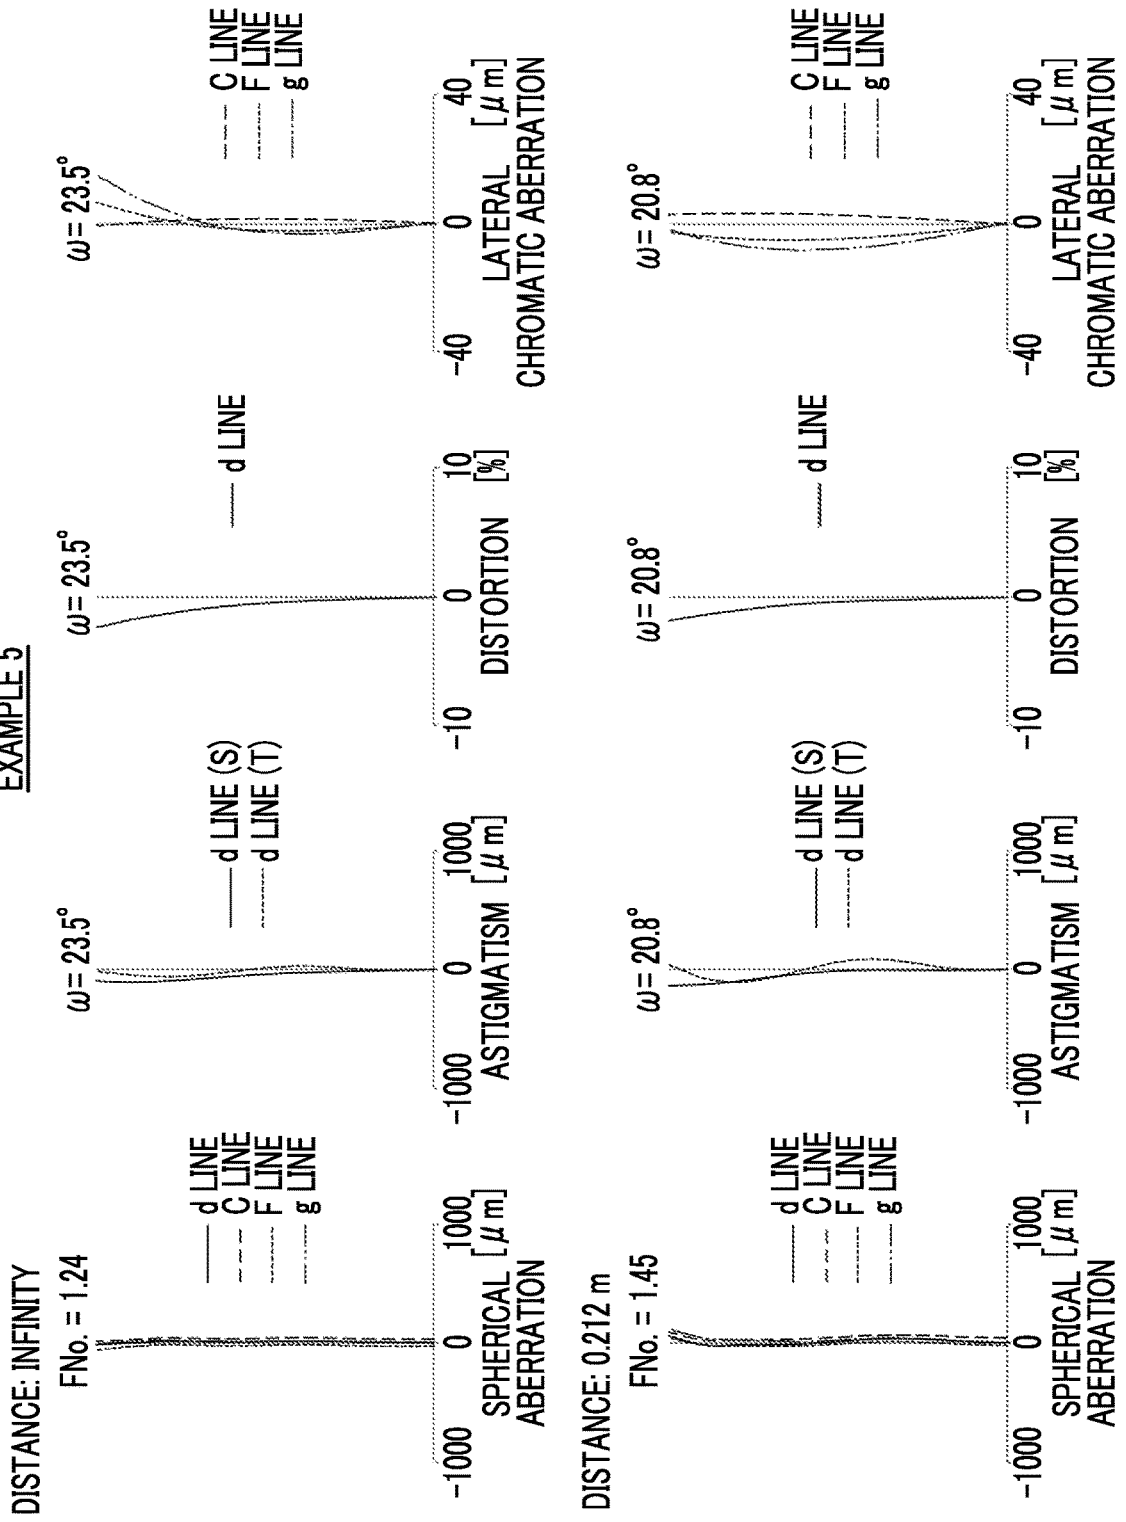 EXAMPLE 5
DISTANCE: INFINITY
FNo. = 1.24
d LINE
C LINE
F LINE
g LINE
-1000 0 1000
SPHERICAL [μm]
ABERRATION
ω= 23.5°
d LINE (S)
d LINE (T)
-1000 0 1000
ASTIGMATISM [μm]
ω= 23.5°
d LINE
-10 0 10
DISTORTION [%]
ω= 23.5°
C LINE
F LINE
g LINE
-40 0 40
LATERAL [μm]
CHROMATIC ABERRATION
DISTANCE: 0.212 m
FNo. = 1.45
d LINE
C LINE
F LINE
g LINE
-1000 0 1000
SPHERICAL [μm]
ABERRATION
ω= 20.8°
d LINE (S)
d LINE (T)
-1000 0 1000
ASTIGMATISM [μm]
ω= 20.8°
d LINE
-10 0 10
DISTORTION [%]
ω= 20.8°
C LINE
F LINE
g LINE
-40 0 40
LATERAL [μm]
CHROMATIC ABERRATION